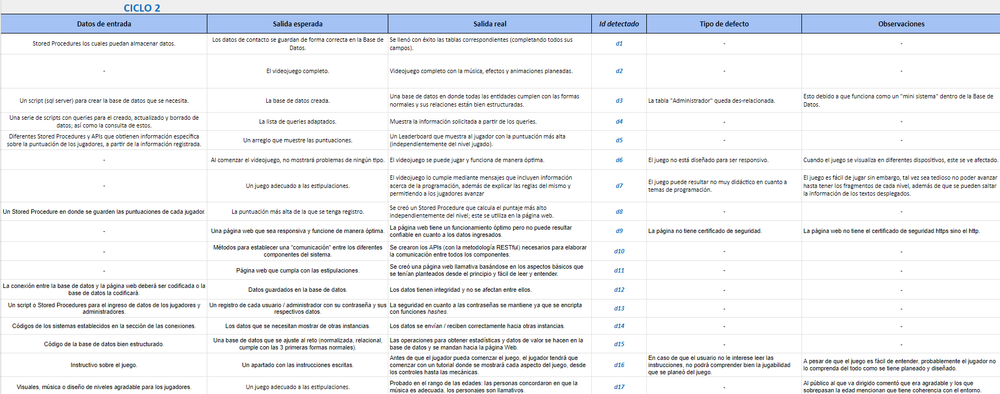 CICLO 2
Datos de entrada
Salida esperada
Salida real
Id detectado
Tipo de defecto
Observaciones
Stored Procedures los cuales puedan almacenar datos.
Los datos de contacto se guardan de forma correcta en la Base de
Datos.
Se llenó con éxito las tablas correspondientes (completando todos sus
campos).
d1
-
-
-
El videojuego completo.
Videojuego completo con la música, efectos y animaciones planeadas.
d2
-
-
Un script (sql server) para crear la base de datos que se necesita.
La base de datos creada.
Una base de datos en donde todas las entidades cumplen con las formas
normales y sus relaciones están bien estructuradas.
d3
La tabla "Administrador" queda des-relacionada.
Esto debido a que funciona como un "mini sistema" dentro de la Base de
Datos.
Una serie de scripts con queries para el creado, actualizado y borrado de
datos; así como la consulta de estos.
La lista de queries adaptados.
Muestra la información solicitada a partir de los queries.
d4
-
-
Diferentes Stored Procedures y APIs que obtienen información específica
sobre la puntuación de los jugadores, a partir de la información registrada.
Un arreglo que muestre las puntuaciones.
Un Leaderboard que muestra al jugador con la puntuación más alta
(independientemente del nivel jugado).
d5
-
-
-
Al comenzar el videojuego, no mostrará problemas de ningún tipo.
El videojuego se puede jugar y funciona de manera óptima.
d6
El juego no está diseñado para ser responsivo.
Cuando el juego se visualiza en diferentes dispositivos, este se ve afectado.
-
Un juego adecuado a las estipulaciones.
El videojuego lo cumple mediante mensajes que incluyen información
acerca de la programación, además de explicar las reglas del mismo y
permitiendo a los jugadores avanzar
d7
El juego puede resultar no muy didáctico en cuanto a
temas de programación.
El juego es fácil de jugar sin embargo, tal vez sea tedioso no poder avanzar
hasta tener los fragmentos de cada nivel, además de que se pueden saltar
la información de los textos desplegados.
Un Stored Procedure en donde se guarden las puntuaciones de cada jugador.
La puntuación más alta de la que se tenga registro.
Se creó un Stored Procedure que calcula el puntaje más alto
independientemente del nivel; este se utiliza en la página web.
d8
-
-
-
Una página web que sea responsiva y funcione de manera óptima.
La página web tiene un funcionamiento óptimo pero no puede resultar
confiable en cuanto a los datos ingresados.
d9
La página no tiene certificado de seguridad.
La página web no tiene el certificado de seguridad https sino el http.
-
Métodos para establecer una "comunicación" entre los diferentes
componentes del sistema.
Se crearon los APIs (con la metodología RESTful) necesarios para elaborar
la comunicación entre todos los componentes.
d10
-
-
-
Página web que cumpla con las estipulaciones.
Se creó una página web llamativa basándose en los aspectos básicos que
se tenían planteados desde el principio y fácil de leer y entender.
d11
-
-
La conexión entre la base de datos y la página web deberá ser codificada o la
base de datos la codificará.
Datos guardados en la base de datos.
Los datos tienen integridad y no se afectan entre ellos.
d12
-
-
Un script o Stored Procedures para el ingreso de datos de los jugadores y
administradores.
Un registro de cada usuario / administrador con su contraseña y sus
respectivos datos.
La seguridad en cuanto a las contraseñas se mantiene ya que se encripta
con funciones hashes.
d13
-
-
Códigos de los sistemas establecidos en la sección de las conexiones.
Los datos que se necesitan mostrar de otras instancias.
Los datos se envían / reciben correctamente hacia otras instancias.
d14
-
-
Código de la base de datos bien estructurado.
Una base de datos que se ajuste al reto (normalizada, relacional,
cumple con las 3 primeras formas normales).
Las operaciones para obtener estadísticas y datos de valor se hacen en la
base de datos y se mandan hacia la página Web.
d15
-
-
Instructivo sobre el juego.
Un apartado con las instrucciones escritas.
Antes de que el jugador pueda comenzar el juego, el jugador tendrá que
comenzar con un tutorial donde se mostrará cada aspecto del juego, desde
los controles hasta las mecánicas.
d16
En caso de que el usuario no le interese leer las
instrucciones, no podrá comprender bien la jugabilidad
que se planeó del juego.
A pesar de que el juego es fácil de entender, probablemente el jugador no
lo comprenda del todo como se tiene planeado y diseñado.
Visuales, música o diseño de niveles agradable para los jugadores.
Un juego adecuado a las estipulaciones.
Probado en el rango de las edades: las personas concordaron en que la
música es adecuada, los personajes son llamativos.
d17
-
Al público al que va dirigido comentó que era agradable y los que
sobrepasan la edad mencionan que tiene coherencia con el entorno.